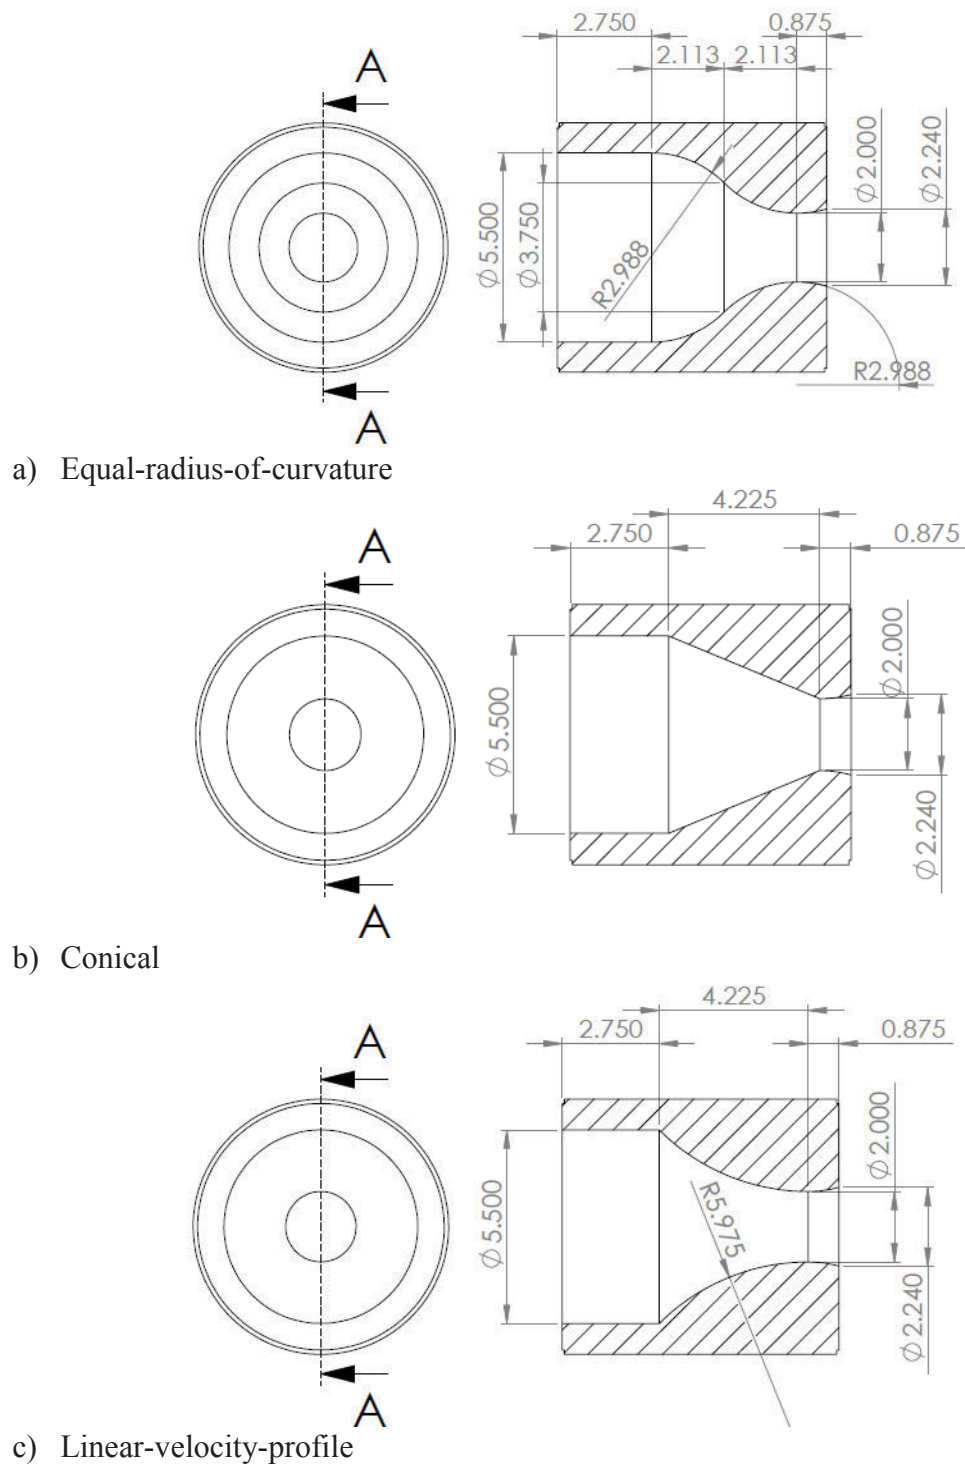 2.750 0.875
2.113 2.113
A
Ø2.000
Ø2.240
Ø5.500
Ø3.750
R2.988
R2.988
A
a) Equal-radius-of-curvature
4.225
2.750 0.875
A
Ø2.000
Ø5.500
Ø2.240
A
b) Conical
4.225
2.750 0.875
A
Ø2.000
R5.975
Ø5.500
Ø2.240
A
c) Linear-velocity-profile